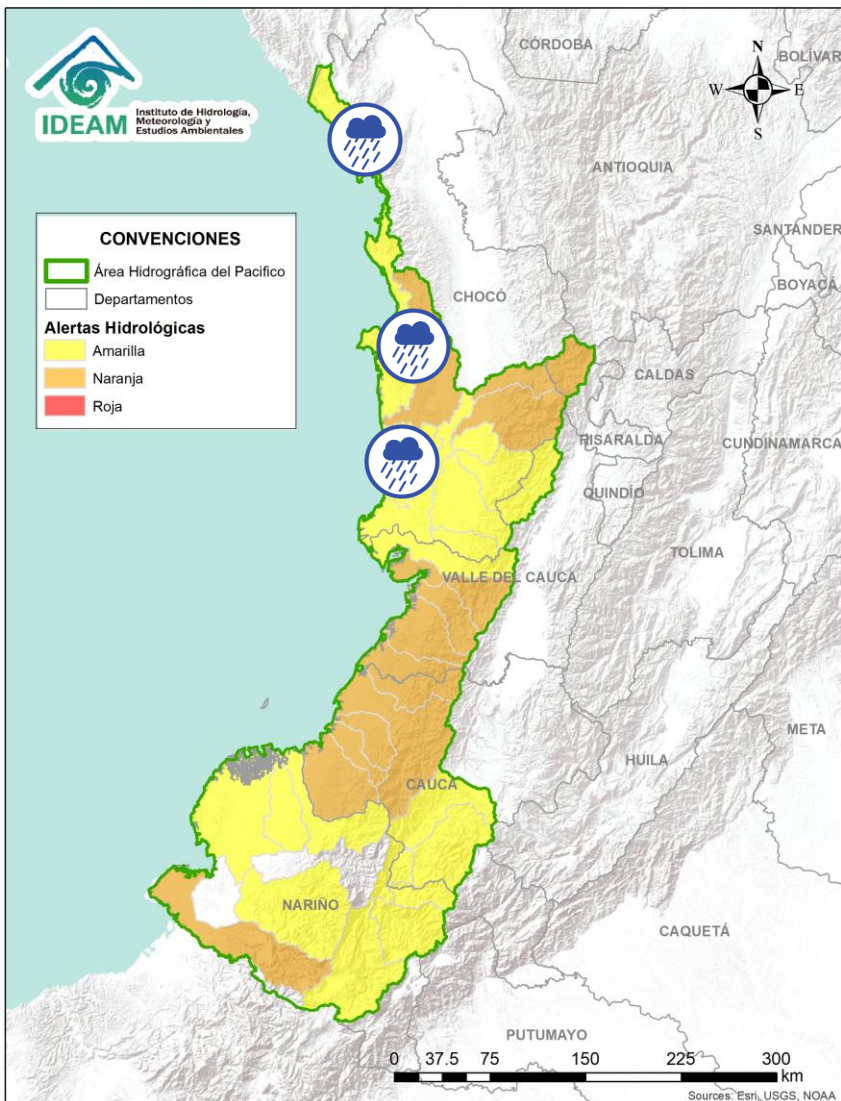 IDEAM
Instituto de Hidrología,
Meteorología y
Estudios Ambientales
CÓRDOBA
BOLÍVAR
N
W
E
S
ANTIOQUIA
SANTANDER
BOYACÁ
CONVENCIONES
Área Hidrográfica del Pacifico
Departamentos
Alertas Hidrológicas
Amarilla
Naranja
Roja
CHOCÓ
CALDAS
RISARALDA
CUNDINAMARCA
QUINDÍO
TOLIMA
VALLE DEL CAUCA
META
HUILA
CAUCA
NARIÑO
CAQUETÁ
PUTUMAYO
0 37.5 75 150 225 300
km
Sources: Esri, USGS, NOAA